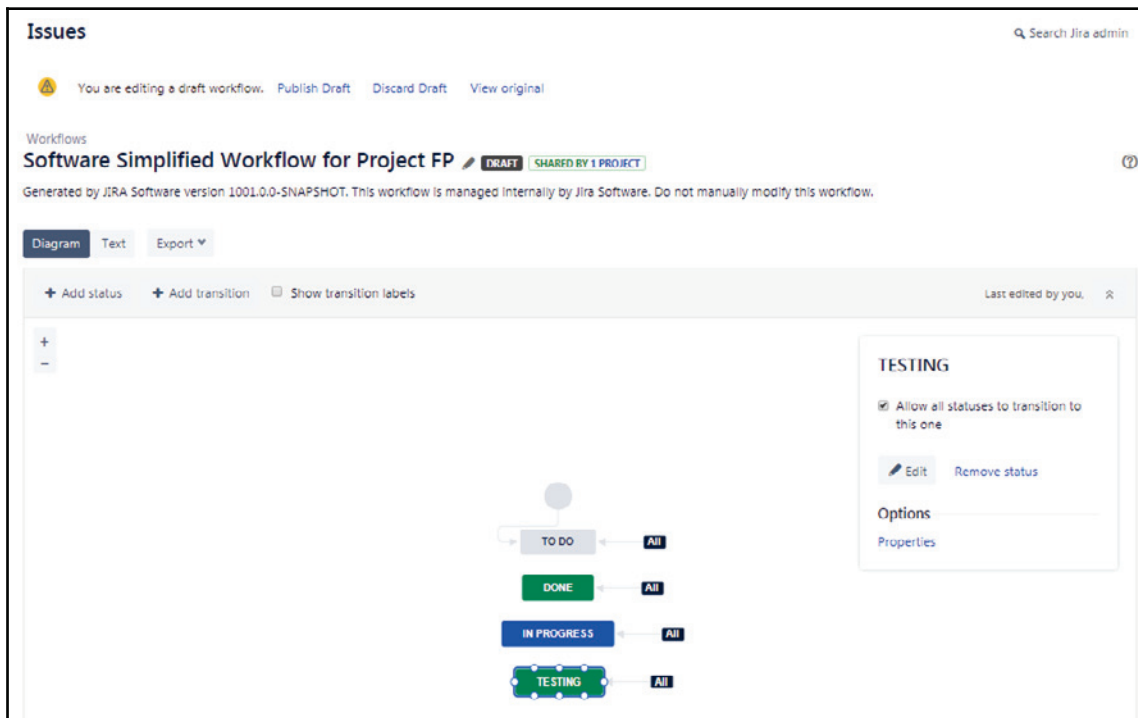 Issues
Search Jira admin
You are editing a draft workflow. Publish Draft Discard Draft View original
Workflows
Software Simplified Workflow for Project FP DRAFT SHARED BY 1 PROJECT
Generated by JIRA Software version 1001.0.0-SNAPSHOT. This workflow is managed internally by Jira Software. Do not manually modify this workflow.
Diagram Text Export
+ Add status + Add transition Show transition labels Last edited by you.
+
−
TESTING
Allow all statuses to transition to
this one
Edit Remove status
Options
Properties
TO DO All
DONE All
IN PROGRESS All
TESTING All